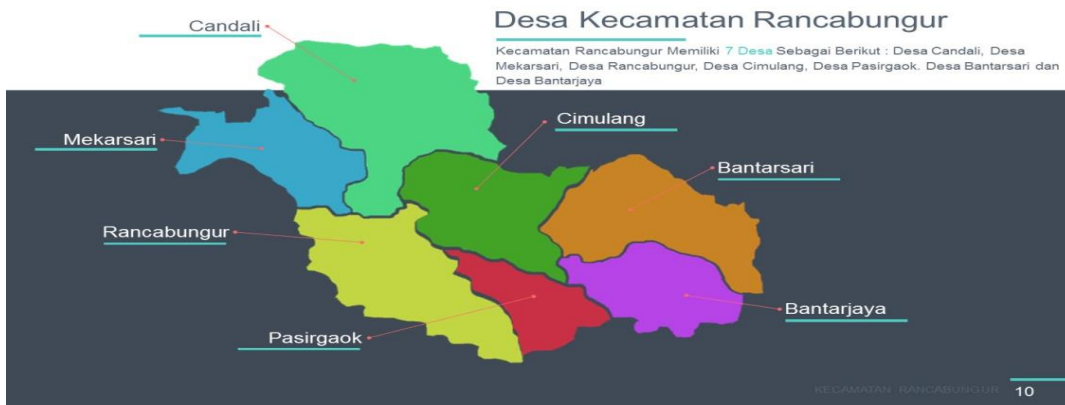 Desa Kecamatan Rancabungur
Kecamatan Rancabungur Memiliki 7 Desa Sebagai Berikut : Desa Candali, Desa
Mekarsari, Desa Rancabungur, Desa Cimulang, Desa Pasirgaok. Desa Bantarsari dan
Desa Bantarjaya
Candali
Cimulang
Mekarsari
Bantarsari
Rancabungur
Bantarjaya
Pasirgaok
KECAMATAN RANCABUNGUR 10